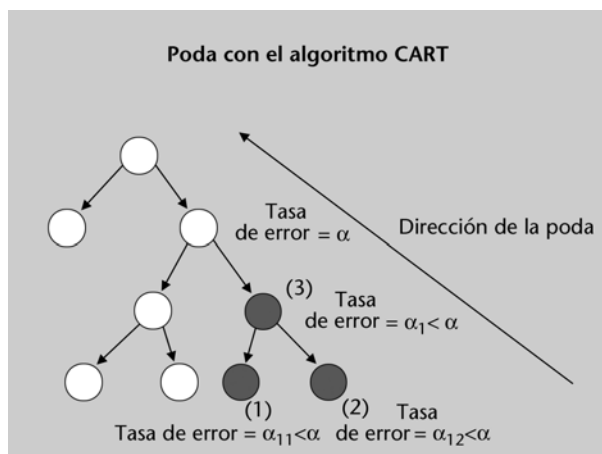 Poda con el algoritmo CART
Tasa
de error = α
Dirección de la poda
(3)
Tasa
de error = α₁< α
(1)
(2)
Tasa de error = α₁₁<α
Tasa
de error = α₁₂<α